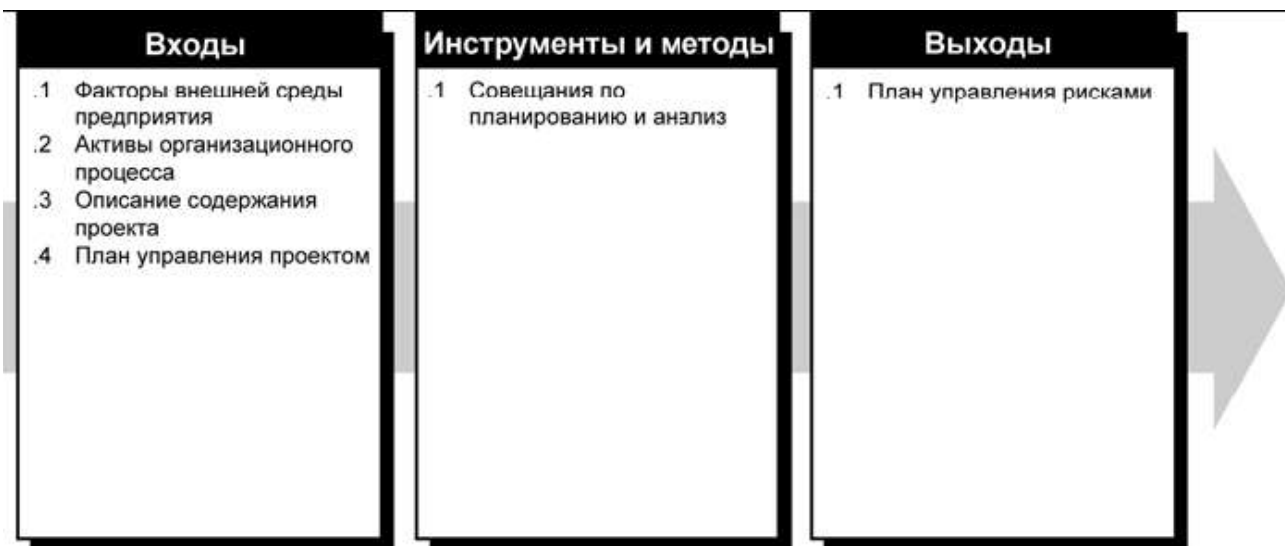 Входы
.1 Факторы внешней среды
предприятия
.2 Активы организационного
процесса
.3 Описание содержания
проекта
.4 План управления проектом
Инструменты и методы
.1 Совещания по
планированию и анализ
Выходы
.1 План управления рисками